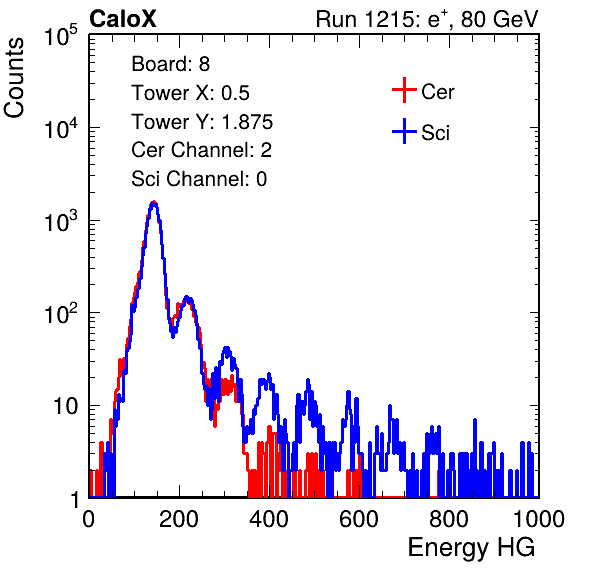 CaloX Run 1215: e⁺, 80 GeV
Counts
Board: 8
Tower X: 0.5
Tower Y: 1.875
Cer Channel: 2
Sci Channel: 0
Cer
Sci
10⁵
10⁴
10³
10²
10
1
0 200 400 600 800 1000
Energy HG